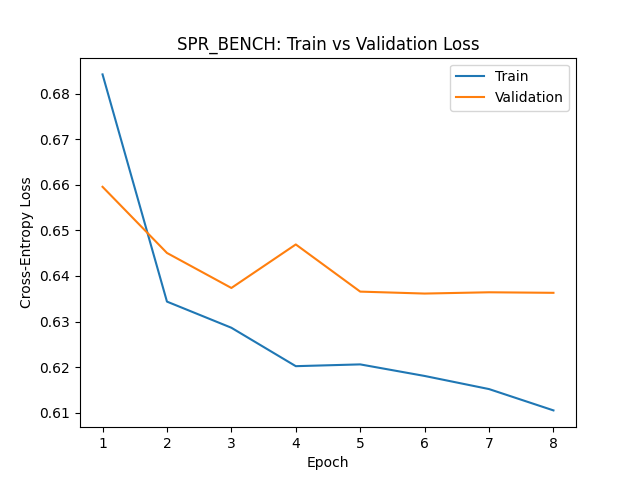 SPR_BENCH: Train vs Validation Loss
Train
Validation
Cross-Entropy Loss
0.68
0.67
0.66
0.65
0.64
0.63
0.62
0.61
1 2 3 4 5 6 7 8
Epoch